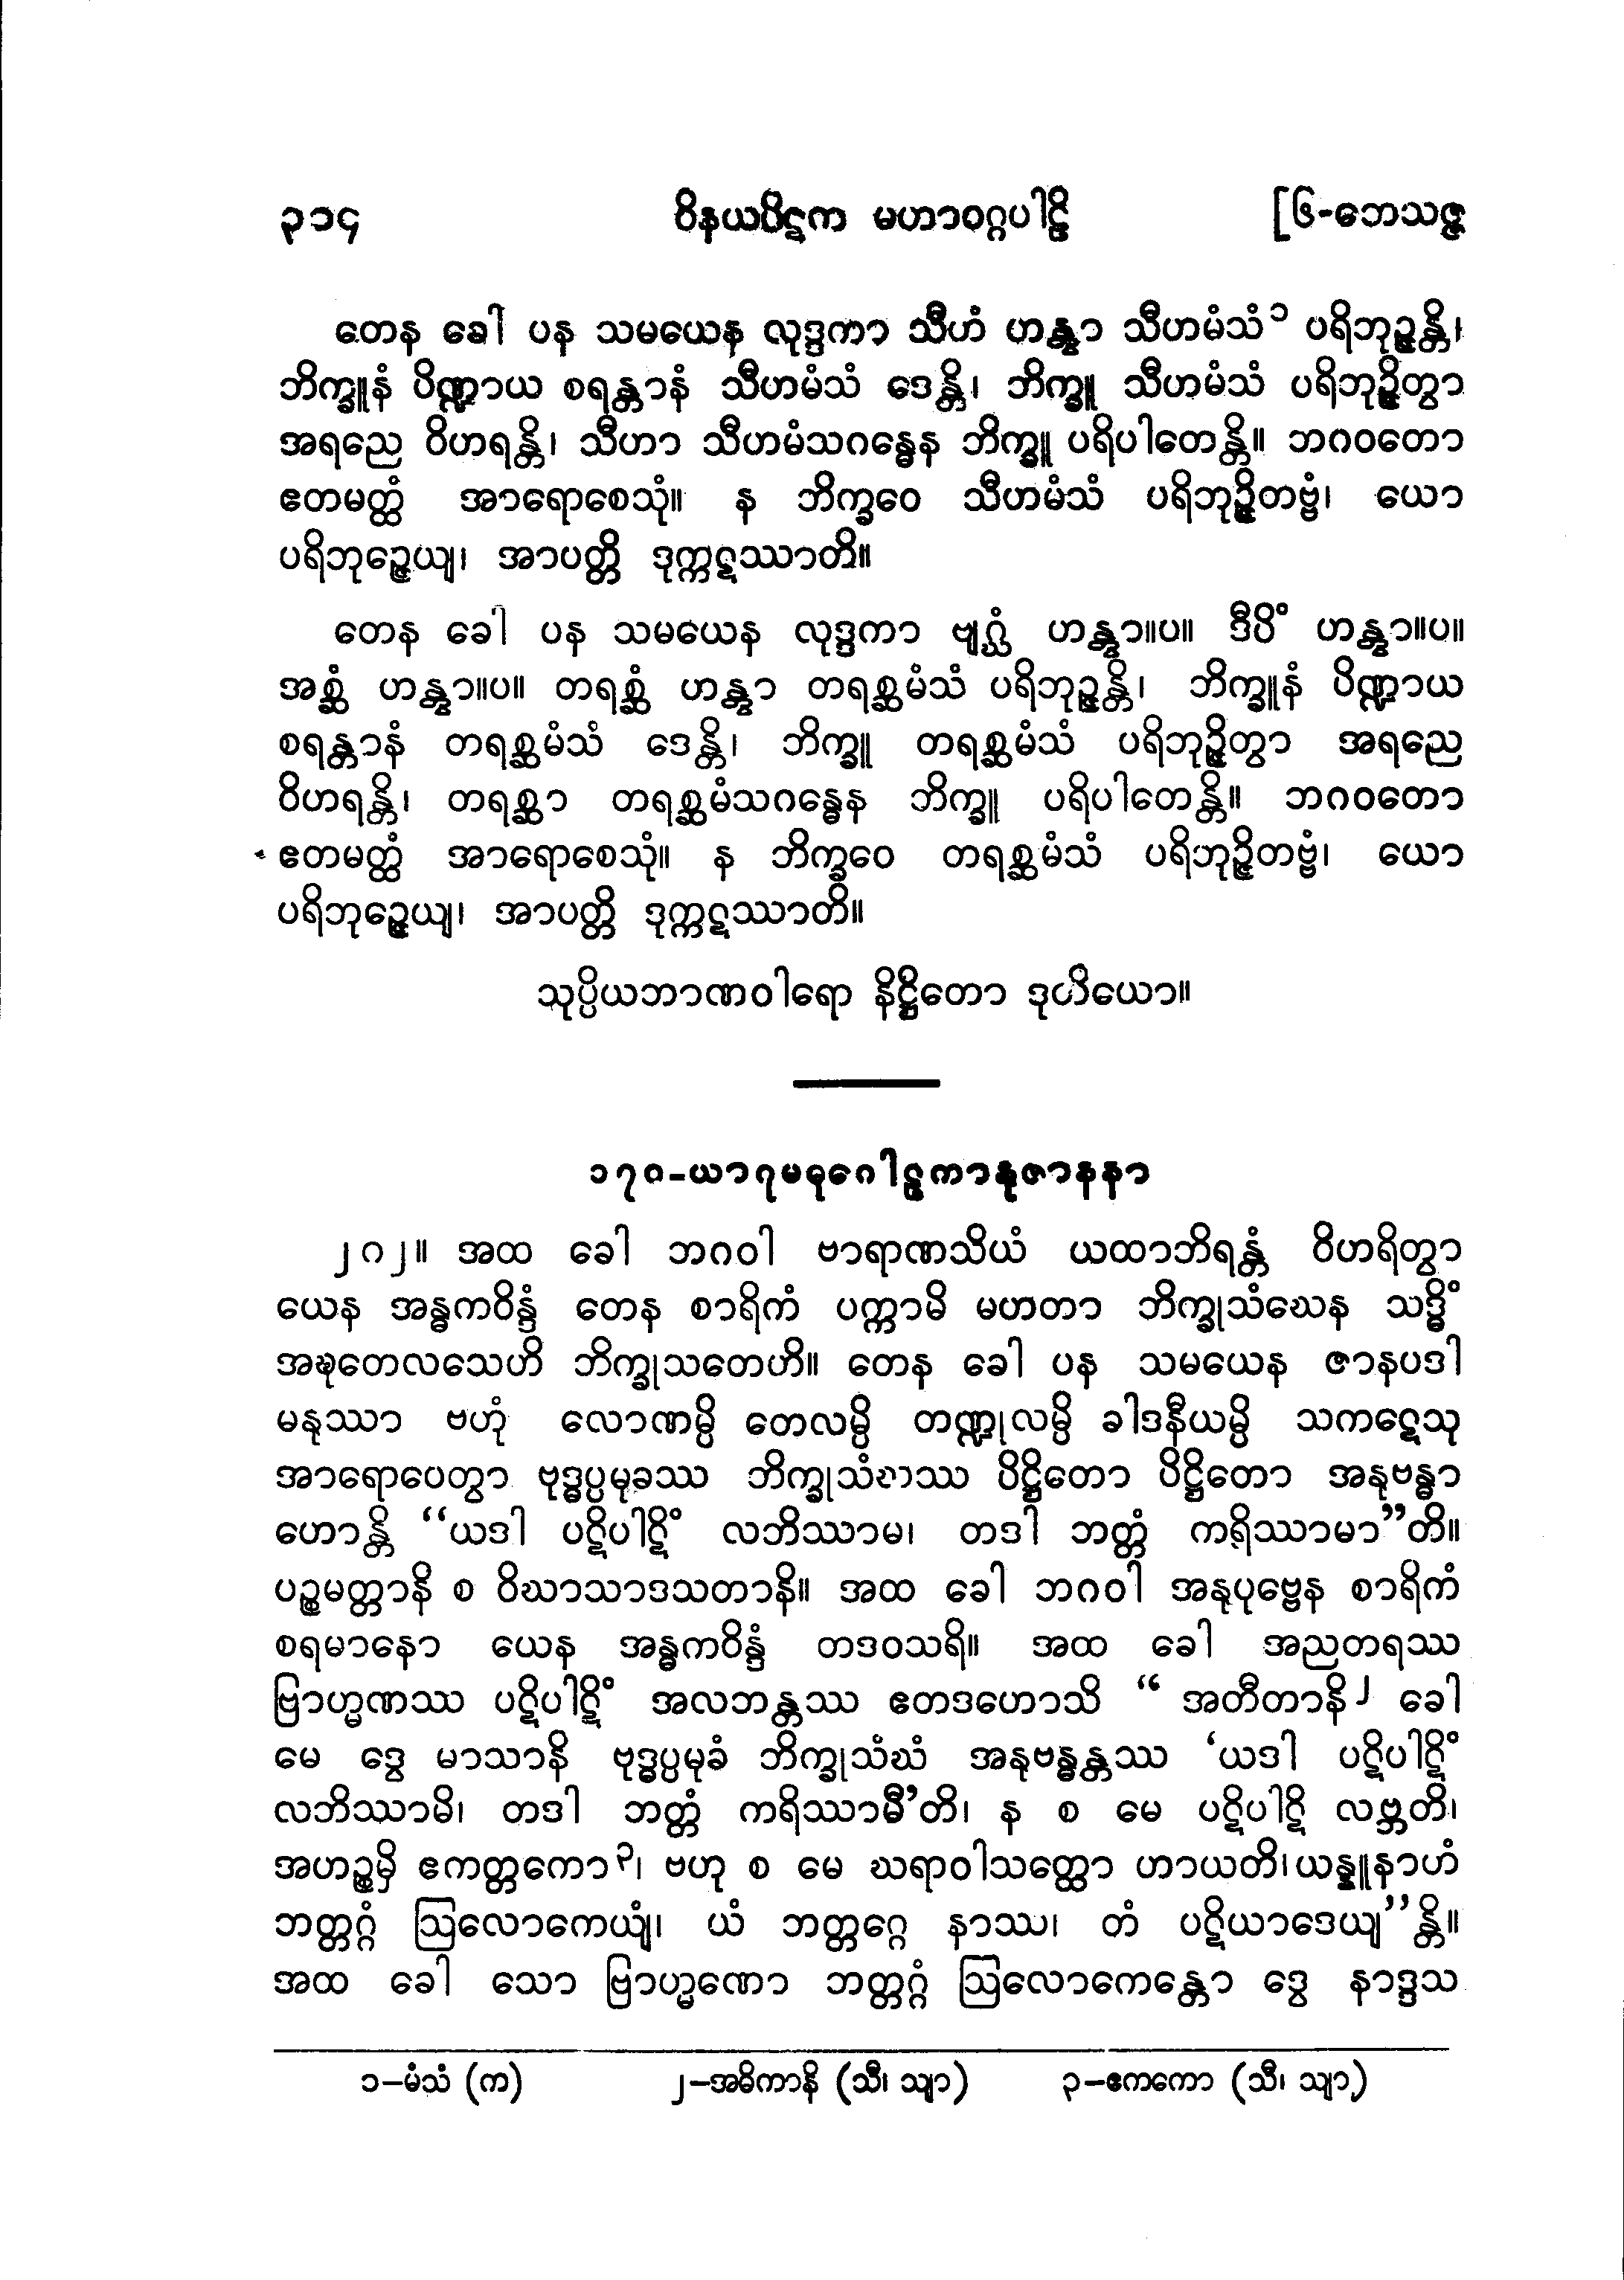 ၃၁၄ ဝိနယပိဋက မဟာဝဂ္ဂပါဠိ [၆-ဘေသဇ္ဇ
တေန ခေါ ပန သမယေန လုဒ္ဒကာ သီဟံ ဟန္တွာ သီဟမံသံ၁ ပရိဘုဉ္ဇန္တိ၊
ဘိက္ခူနံ ပိဏ္ဍာယ စရန္တာနံ သီဟမံသံ ဒေန္တိ၊ ဘိက္ခူ သီဟမံသံ ပရိဘုဉ္ဇိတွာ
အရညေ ဝိဟရန္တိ၊ သီဟာ သီဟမံသဂန္ဓေန ဘိက္ခူ ပရိပါတေန္တိ။ ဘဂဝတော
ဧတမတ္ထံ အာရောစေသုံ။ န ဘိက္ခဝေ သီဟမံသံ ပရိဘုဉ္ဇိတဗ္ဗံ၊ ယော
ပရိဘုဉ္ဇေယျ၊ အာပတ္တိ ဒုက္ကဋဿာတိ။
တေန ခေါ ပန သမယေန လုဒ္ဒကာ ဗျဂ္ဃံ ဟန္တွာ။ပ။ ဒီပိံ ဟန္တွာ။ပ။
အစ္ဆံ ဟန္တွာ။ပ။ တရစ္ဆံ ဟန္တွာ တရစ္ဆမံသံ ပရိဘုဉ္ဇန္တိ၊ ဘိက္ခူနံ ပိဏ္ဍာယ
စရန္တာနံ တရစ္ဆမံသံ ဒေန္တိ၊ ဘိက္ခူ တရစ္ဆမံသံ ပရိဘုဉ္ဇိတွာ အရညေ
ဝိဟရန္တိ၊ တရစ္ဆာ တရစ္ဆမံသဂန္ဓေန ဘိက္ခူ ပရိပါတေန္တိ။ ဘဂဝတော
ဧတမတ္ထံ အာရောစေသုံ။ န ဘိက္ခဝေ တရစ္ဆမံသံ ပရိဘုဉ္ဇိတဗ္ဗံ၊ ယော
ပရိဘုဉ္ဇေယျ၊ အာပတ္တိ ဒုက္ကဋဿာတိ။
သုပ္ပိယဘာဏဝါရော နိဋ္ဌိတော ဒုတိယော။
၁၇၀-ယာဂုမဓုဂေါဠကာနုဇာနနာ
၂၈၂။ အထ ခေါ ဘဂဝါ ဗာရာဏသိယံ ယထာဘိရန္တံ ဝိဟရိတွာ
ယေန အန္ဓကဝိန္ဒံ တေန စာရိကံ ပက္ကာမိ မဟတာ ဘိက္ခုသံဃေန သဒ္ဓိံ
အဍ္ဎတေလသေဟိ ဘိက္ခုသတေဟိ။ တေန ခေါ ပန သမယေန ဇာနပဒါ
မနုဿာ ဗဟုံ လောဏမ္ပိ တေလမ္ပိ တဏ္ဍုလမ္ပိ ခါဒနီယမ္ပိ သကဋေသု
အာရောပေတွာ ဗုဒ္ဓပ္ပမုခဿ ဘိက္ခုသံဃဿ ပိဋ္ဌိတော ပိဋ္ဌိတော အနုဗန္ဓာ
ဟောန္တိ “ယဒါ ပဋိပါဋိံ လဘိဿာမ၊ တဒါ ဘတ္တံ ကရိဿာမာ”တိ။
ပဉ္စမတ္တာနိ စ ဝိဃာသာဒသတာနိ။ အထ ခေါ ဘဂဝါ အနုပုဗ္ဗေန စာရိကံ
စရမာနော ယေန အန္ဓကဝိန္ဒံ တဒဝသရိ။ အထ ခေါ အညတရဿ
ဗြာဟ္မဏဿ ပဋိပါဋိံ အလဘန္တဿ ဧတဒဟောသိ “ အတီတာနိ၂ ခေါ
မေ ဒွေ မာသာနိ ဗုဒ္ဓပ္ပမုခံ ဘိက္ခုသံဃံ အနုဗန္ဓန္တဿ ‘ယဒါ ပဋိပါဋိံ
လဘိဿာမိ၊ တဒါ ဘတ္တံ ကရိဿာမီ’တိ၊ န စ မေ ပဋိပါဋိ လဗ္ဘတိ၊
အဟဉ္စမှိ ဧကတ္တကော၃၊ ဗဟု စ မေ ဃရာဝါသတ္ထော ဟာယတိ၊ယန္နူနာဟံ
ဘတ္တဂ္ဂံ ဩလောကေယျံ၊ ယံ ဘတ္တဂ္ဂေ နာဿ၊ တံ ပဋိယာဒေယျ”န္တိ။
အထ ခေါ သော ဗြာဟ္မဏော ဘတ္တဂ္ဂံ ဩလောကေန္တော ဒွေ နာဒ္ဒသ
၁−မံသံ (က) ၂−အဓိကာနိ (သီ၊ သျာ) ၃−ဧကကော (သီ၊ သျာ)